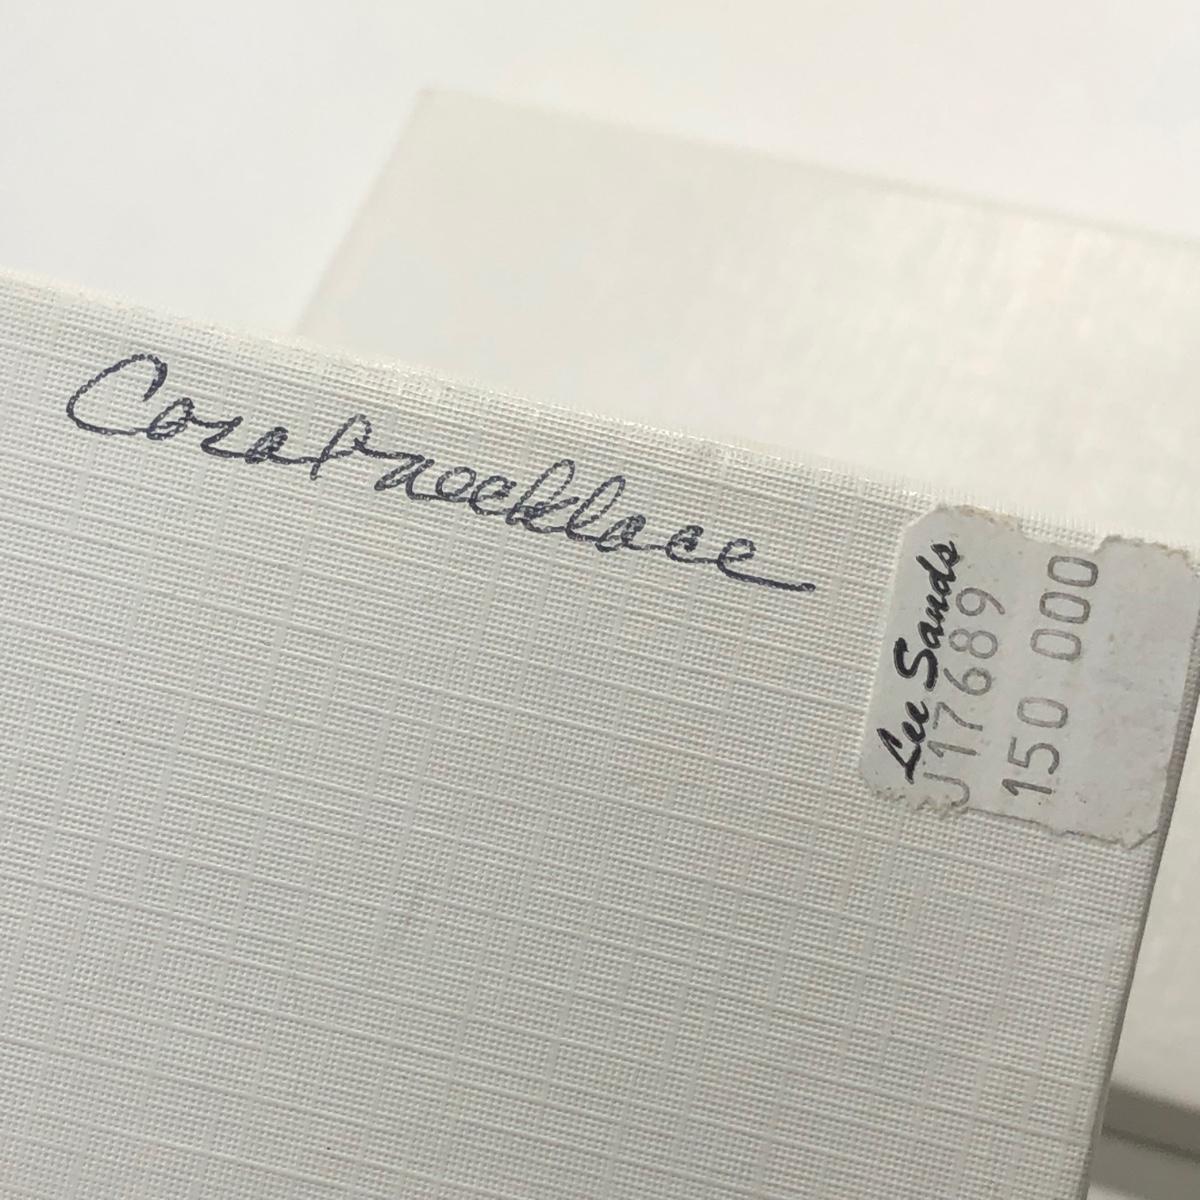 Coral necklace
Lee Sands
J17689
150 000